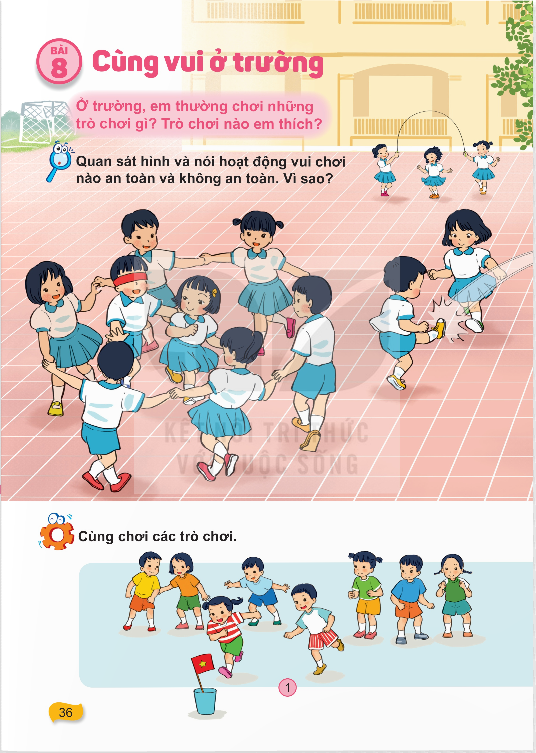 BÀI
8
Cùng vui ở trường
Ở trường, em thường chơi những
trò chơi gì? Trò chơi nào em thích?
Quan sát hình và nói hoạt động vui chơi
nào an toàn và không an toàn. Vì sao?
KẾT NỐI TRI THỨC
VỚI CUỘC SỐNG
Cùng chơi các trò chơi.
1
36